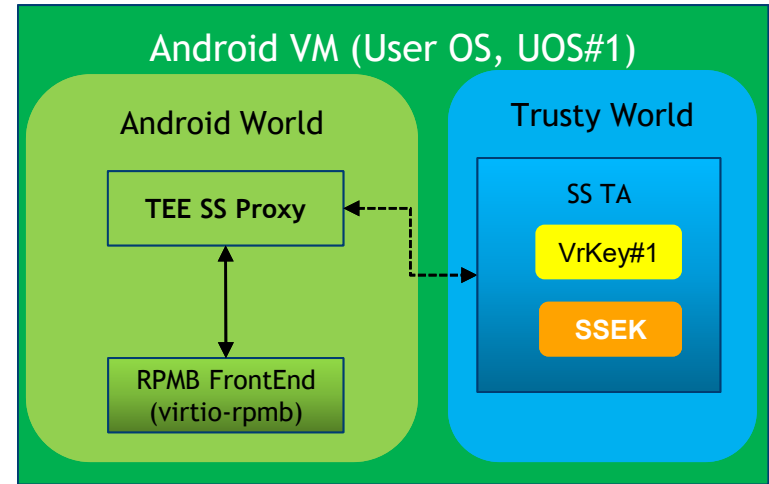 Android VM (User OS, UOS#1)
Android World
TEE SS Proxy
RPMB FrontEnd
(virtio-rpmb)
Trusty World
SS TA
VrKey#1
SSEK